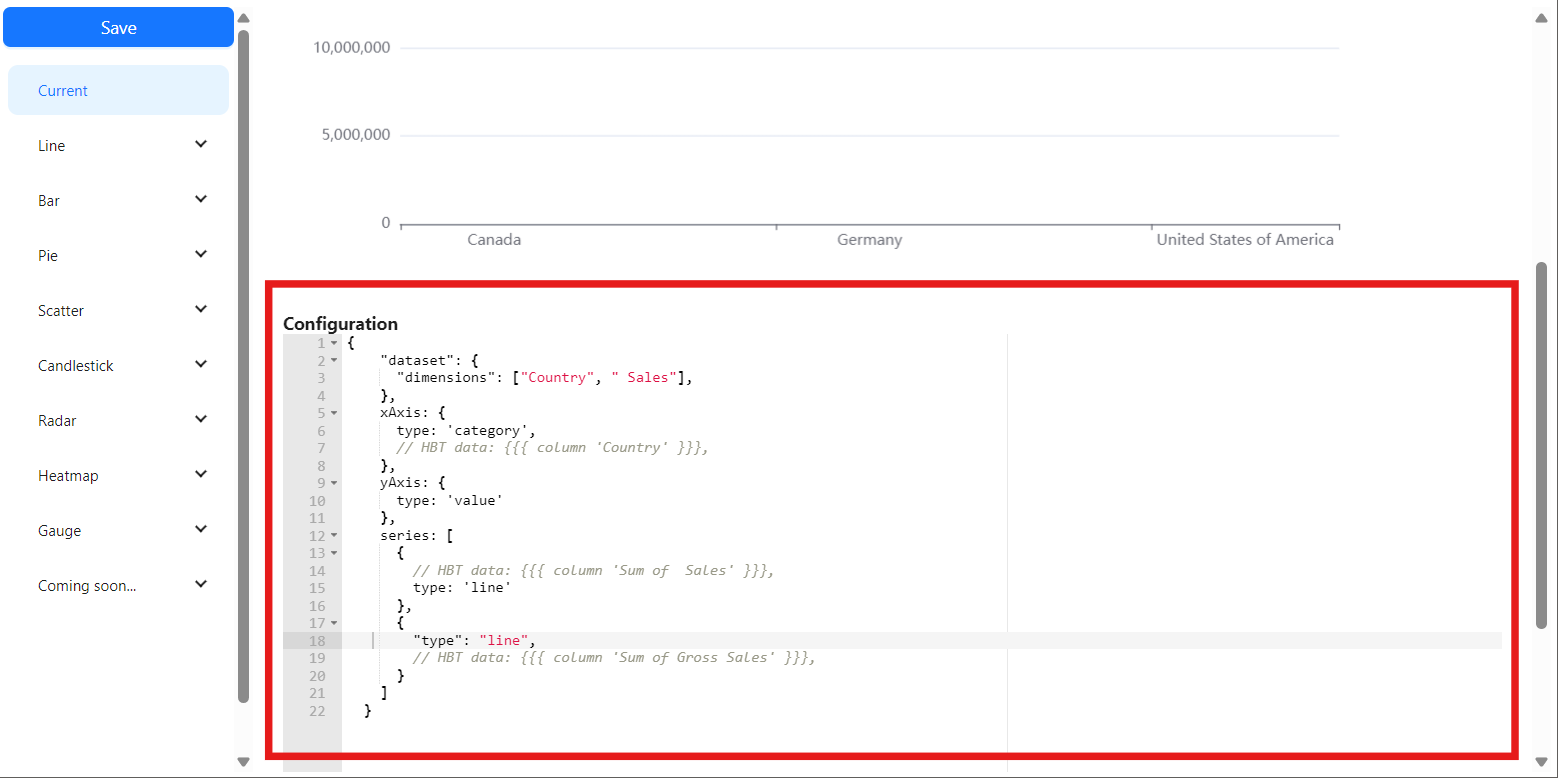 Save
Current
Line
Bar
Pie
Scatter
Candlestick
Radar
Heatmap
Gauge
Coming soon...
10,000,000
5,000,000
0
Canada Germany United States of America
Configuration
1 {
2 "dataset": {
3 "dimensions": ["Country", " Sales"],
4 },
5 xAxis: {
6 type: 'category',
7 // HBT data: {{{ column 'Country' }}},
8 },
9 yAxis: {
10 type: 'value'
11 },
12 series: [
13 {
14 // HBT data: {{{ column 'Sum of  Sales' }}},
15 type: 'line'
16 },
17 {
18 "type": "line",
19 // HBT data: {{{ column 'Sum of Gross Sales' }}},
20 }
21 ]
22 }